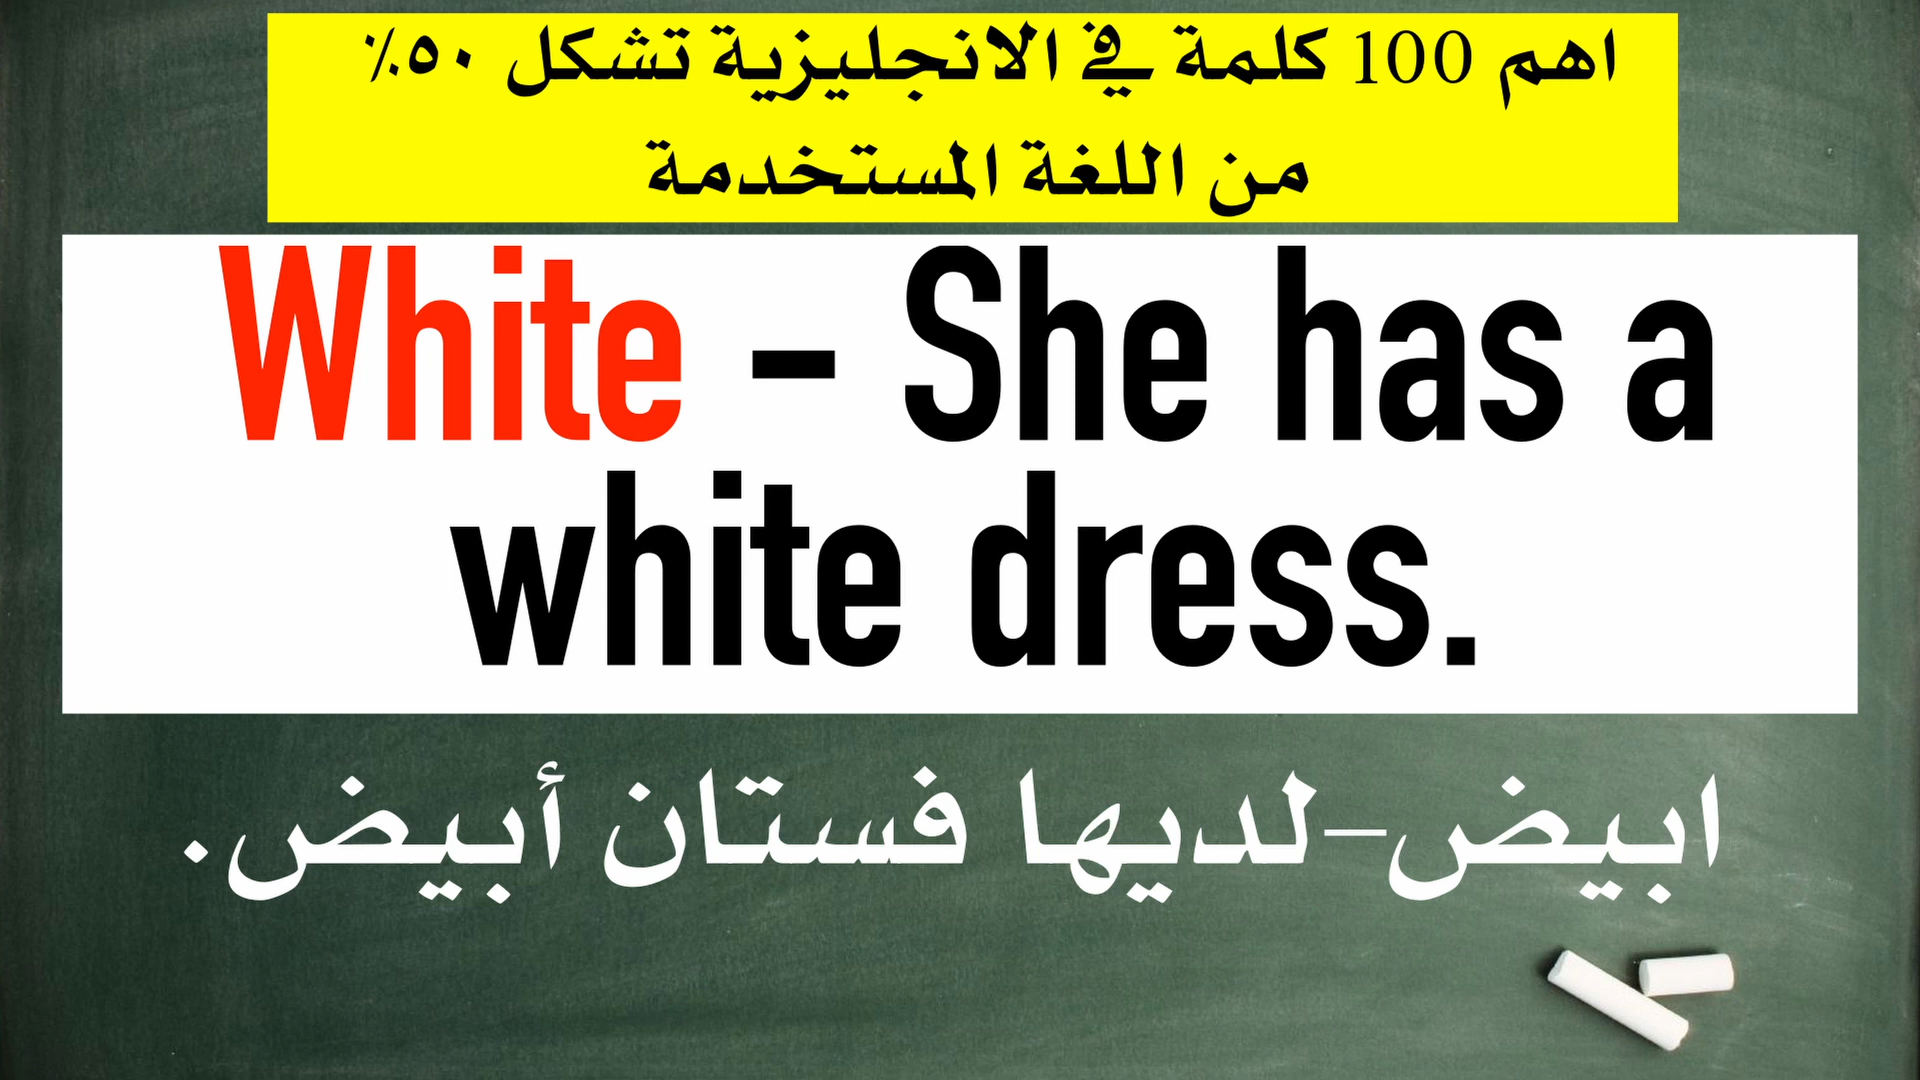 اهم 100 كلمة في الانجليزية تشكل ٥٠٪
من اللغة المستخدمة
White – She has a
white dress.
ابيض–لديها فستان أبيض.